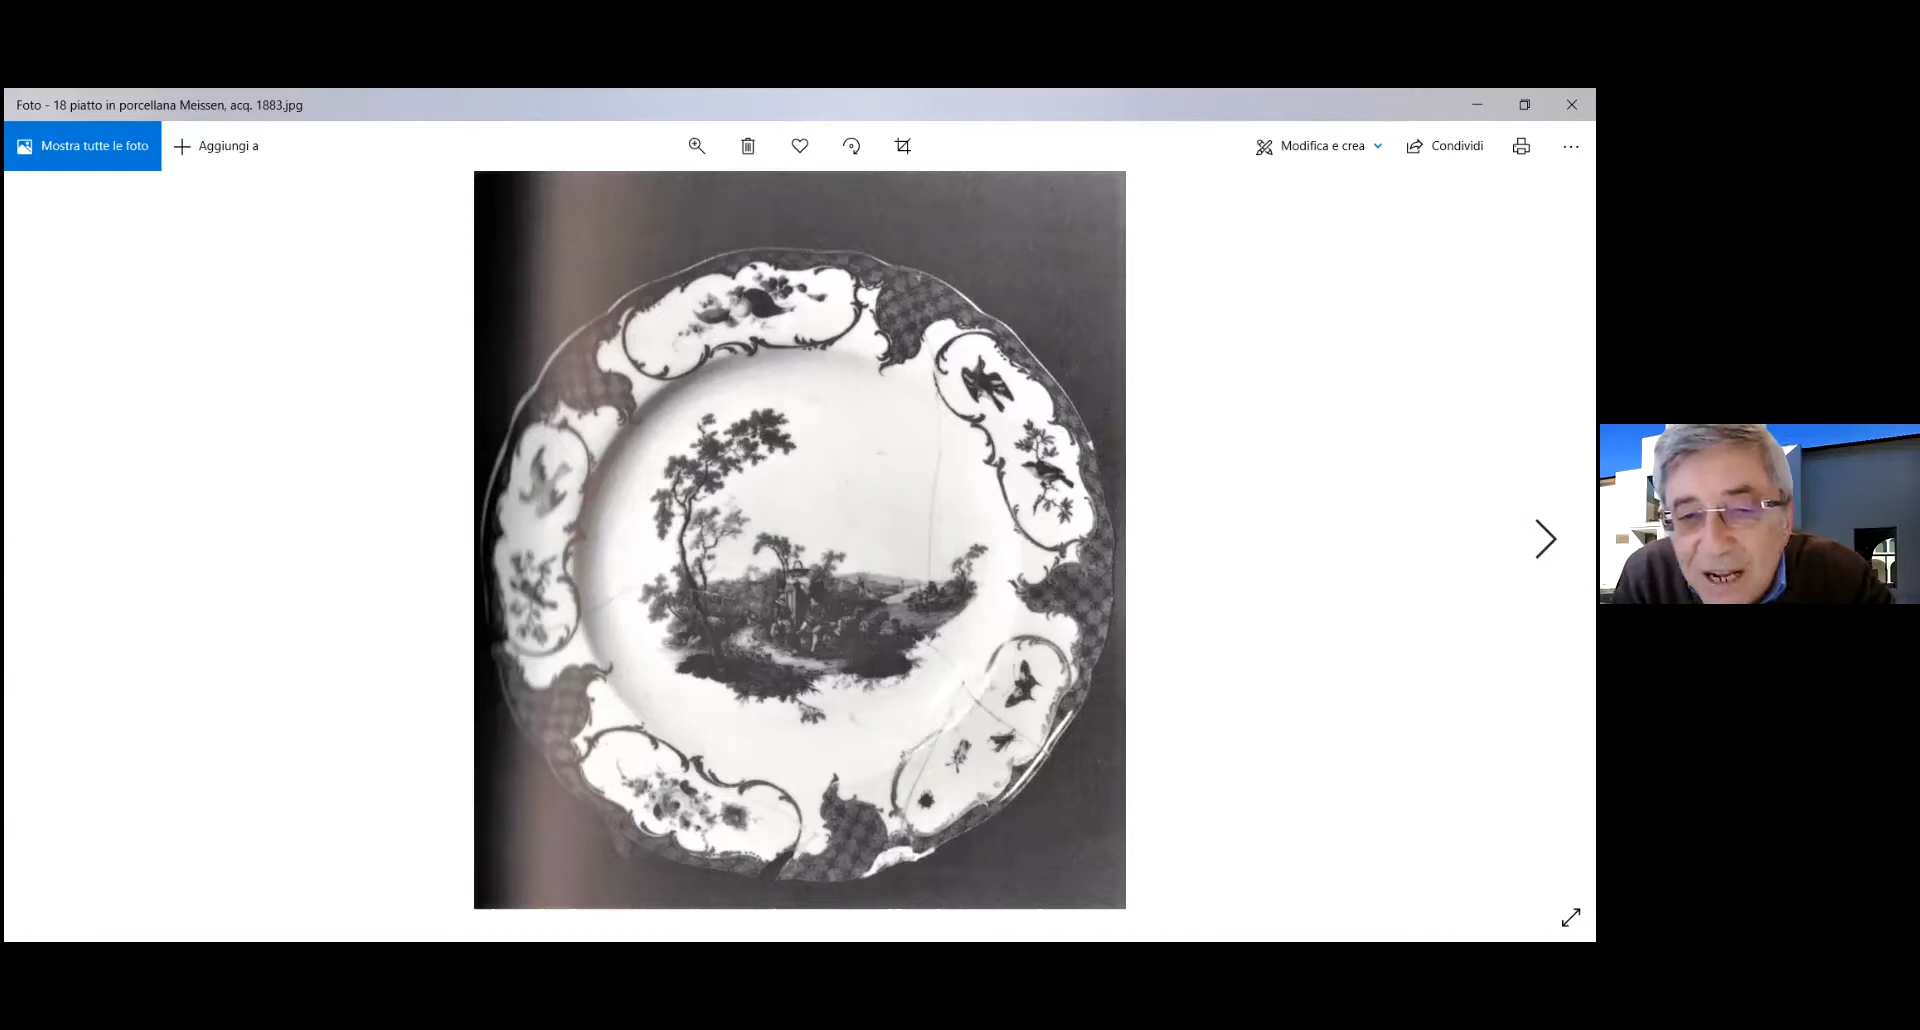 Foto - 18 piatto in porcellana Meissen, acq. 1883.jpg
Mostra tutte le foto
Aggiungi a
Modifica e crea
Condividi